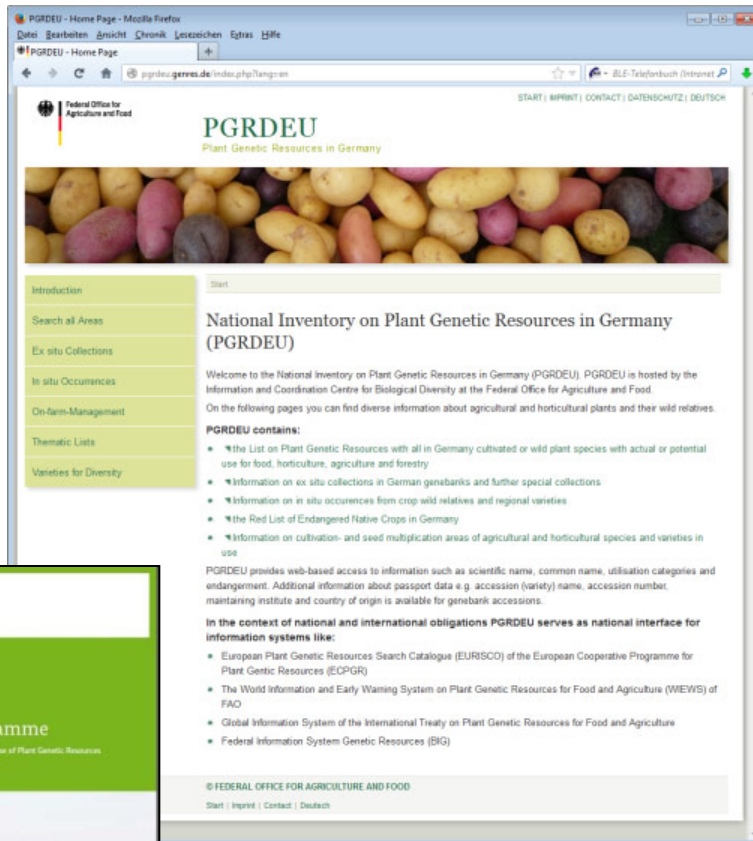 PGRDEU - Home Page - Mozilla Firefox
Datei Bearbeiten Ansicht Chronik Lesezeichen Extras Hilfe
PGRDEU - Home Page
pgrdeu.genres.de/index.php?lang=en
BLE-Telefonbuch (Intranet
START | IMPRINT | CONTACT | DATENSCHUTZ | DEUTSCH
Federal Office for
Agriculture and Food
PGRDEU
Plant Genetic Resources in Germany
Introduction
Search all Areas
Ex situ Collections
In situ Occurrences
On-farm-Management
Thematic Lists
Varieties for Diversity
Start
National Inventory on Plant Genetic Resources in Germany
(PGRDEU)
Welcome to the National Inventory on Plant Genetic Resources in Germany (PGRDEU). PGRDEU is hosted by the
Information and Coordination Centre for Biological Diversity at the Federal Office for Agriculture and Food.
On the following pages you can find diverse information about agricultural and horticultural plants and their wild relatives.
PGRDEU contains:
the List on Plant Genetic Resources with all in Germany cultivated or wild plant species with actual or potential
use for food, horticulture, agriculture and forestry
Information on ex situ collections in German genebanks and further special collections
Information on in situ occurences from crop wild relatives and regional varieties
the Red List of Endangered Native Crops in Germany
Information on cultivation- and seed multiplication areas of agricultural and horticultural species and varieties in
use
PGRDEU provides web-based access to information such as scientific name, common name, utilisation categories and
endangerment. Additional information about passport data e.g. accession (variety) name, accession number,
maintaining institute and country of origin is available for genebank accessions.
In the context of national and international obligations PGRDEU serves as national interface for
information systems like:
European Plant Genetic Resources Search Catalogue (EURISCO) of the European Cooperative Programme for
Plant Gentic Resources (ECPGR)
The World Information and Early Warning System on Plant Genetic Resources for Food and Agriculture (WIEWS) of
FAO
Global Information System of the International Treaty on Plant Genetic Resources for Food and Agriculture
Federal Information System Genetic Resources (BIG)
amme
se of Plant Genetic Resources
© FEDERAL OFFICE FOR AGRICULTURE AND FOOD
Start | Imprint | Contact | Deutsch